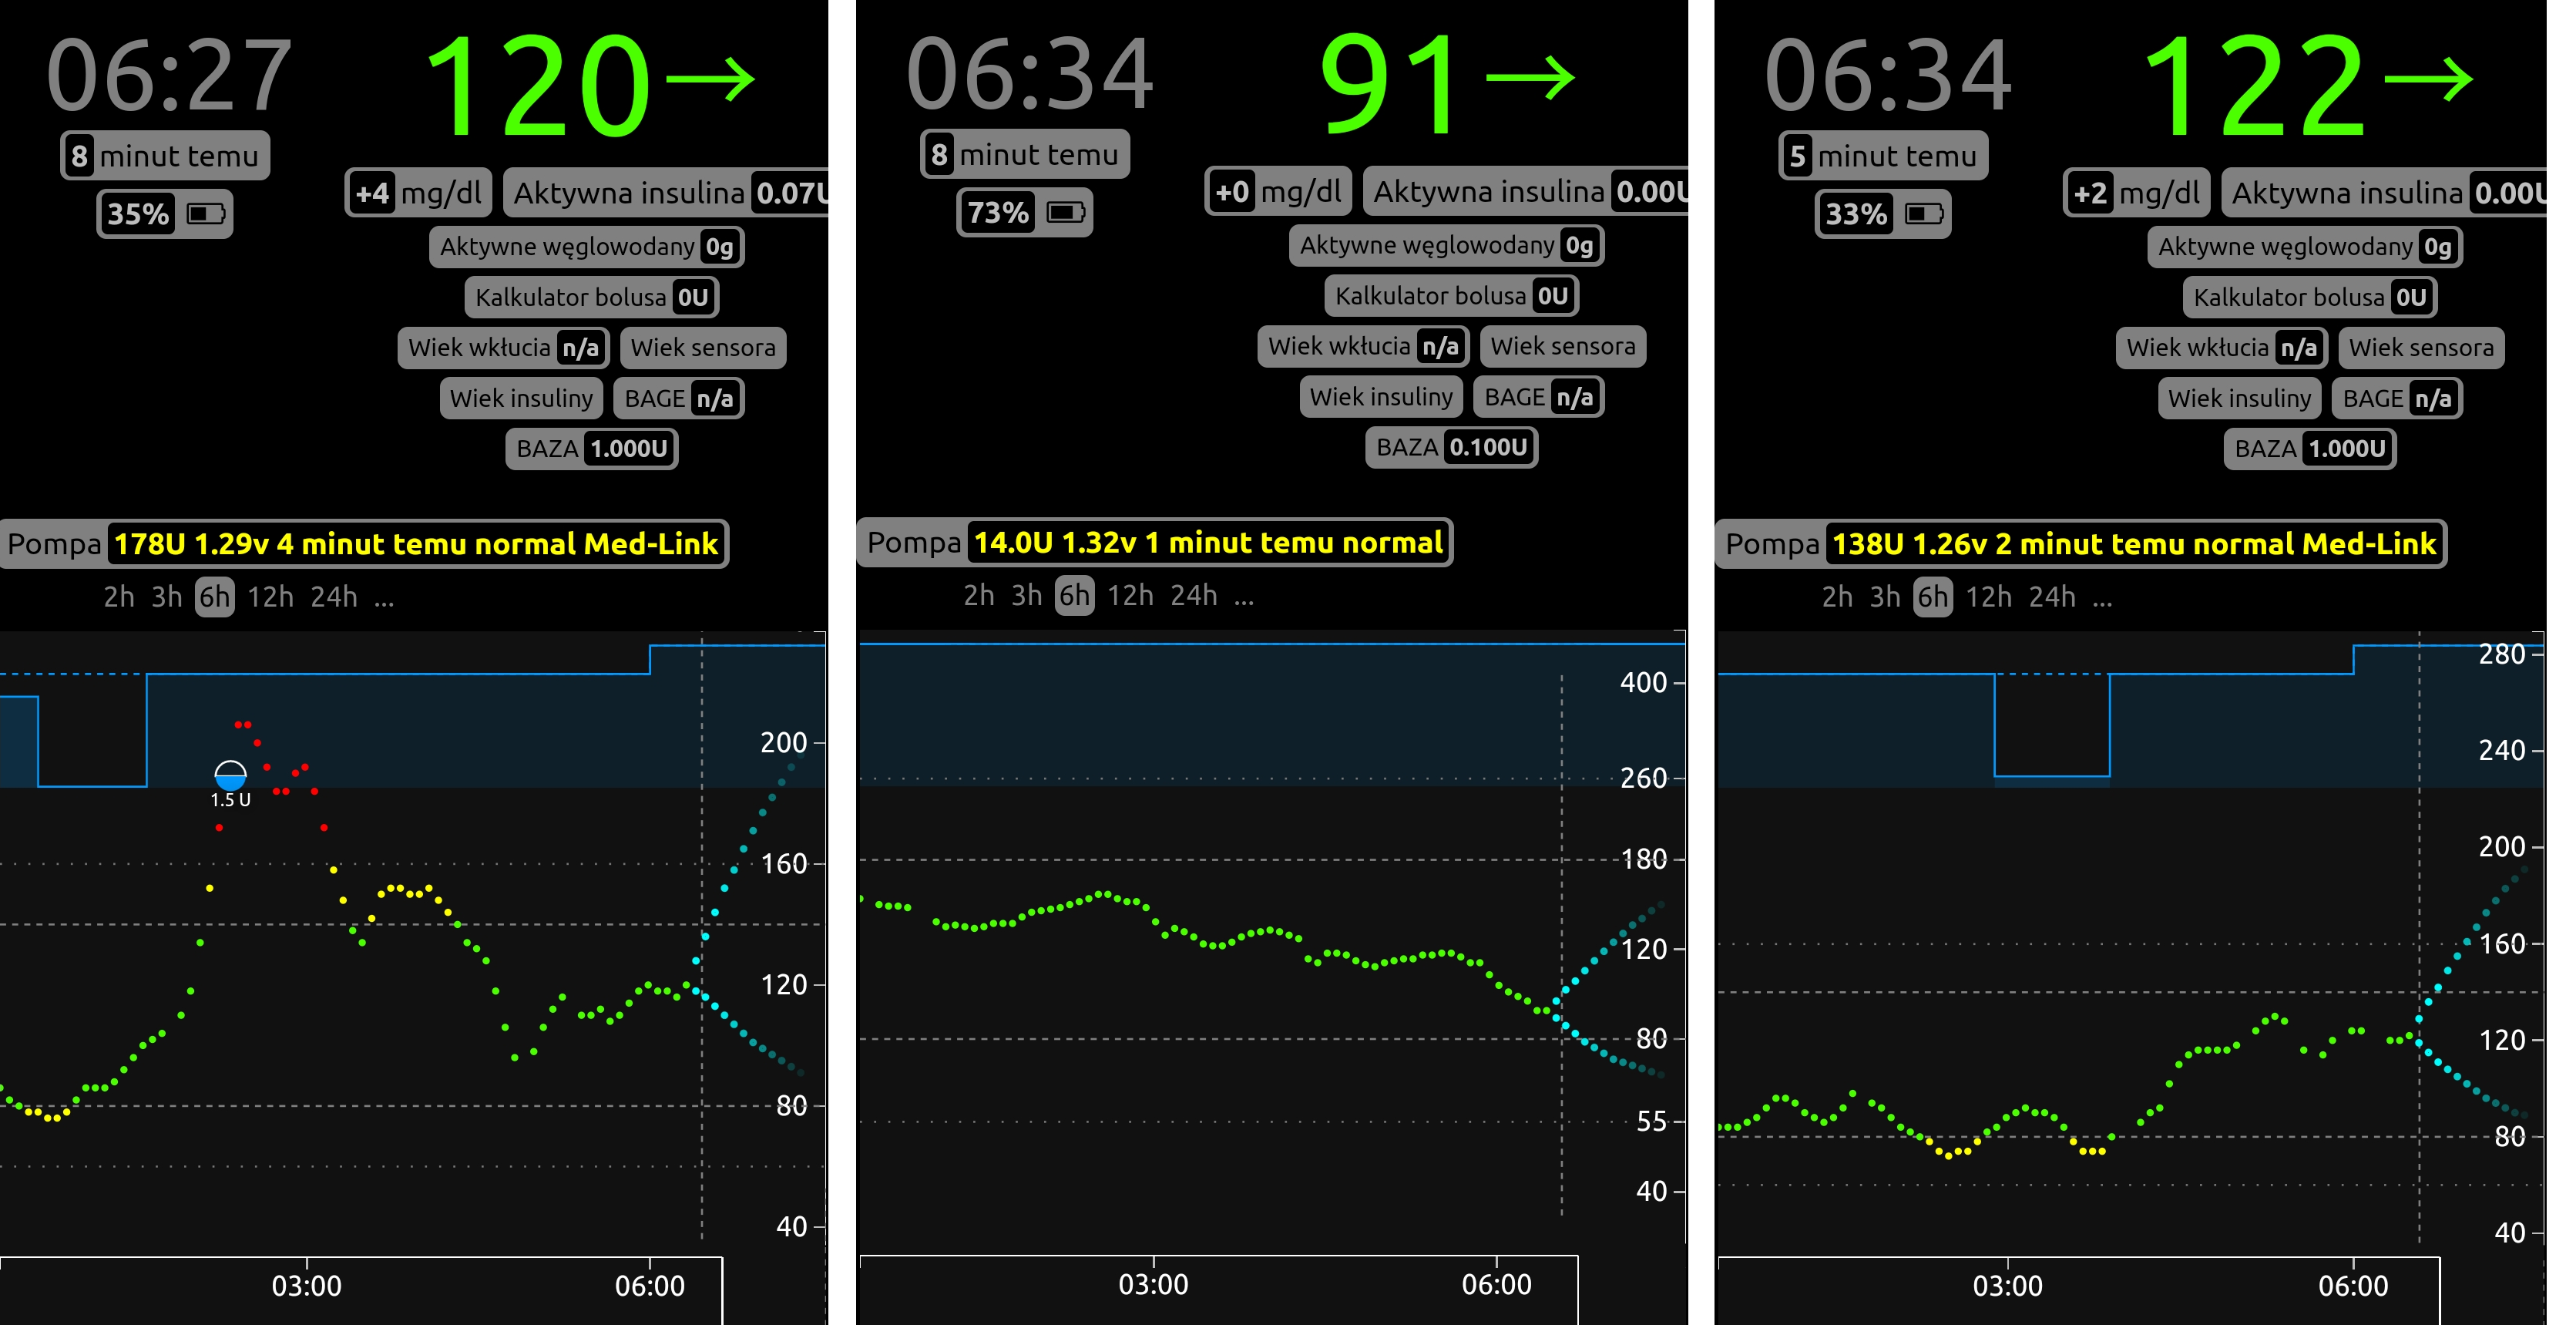 06:27
120→
8 minut temu
+4 mg/dl Aktywna insulina 0.07U
35%
Aktywne węglowodany 0g
Kalkulator bolusa 0U
Wiek wkłucia n/a Wiek sensora
Wiek insuliny BAGE n/a
BAZA 1.000U
Pompa 178U 1.29v 4 minut temu normal Med-Link
2h 3h 6h 12h 24h ...
200
1.5 U
160
120
80
40
03:00 06:00
06:34
91→
8 minut temu
+0 mg/dl Aktywna insulina 0.00U
73%
Aktywne węglowodany 0g
Kalkulator bolusa 0U
Wiek wkłucia n/a Wiek sensora
Wiek insuliny BAGE n/a
BAZA 0.100U
Pompa 14.0U 1.32v 1 minut temu normal
2h 3h 6h 12h 24h ...
400
260
180
120
80
55
40
03:00 06:00
06:34
122→
5 minut temu
+2 mg/dl Aktywna insulina 0.00U
33%
Aktywne węglowodany 0g
Kalkulator bolusa 0U
Wiek wkłucia n/a Wiek sensora
Wiek insuliny BAGE n/a
BAZA 1.000U
Pompa 138U 1.26v 2 minut temu normal Med-Link
2h 3h 6h 12h 24h ...
280
240
200
160
120
80
40
03:00 06:00